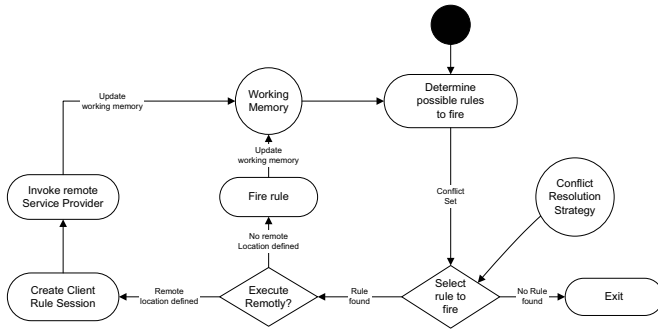 Determine
possible rules
to fire
Working
Memory
Update
working memory
Update
working memory
Invoke remote
Service Provider
Fire rule
Conflict
Set
Conflict
Resolution
Strategy
No remote
Location defined
Create Client
Rule Session
Remote
location defined
Execute
Remotly?
Rule
found
Select
rule to
fire
No Rule
found
Exit